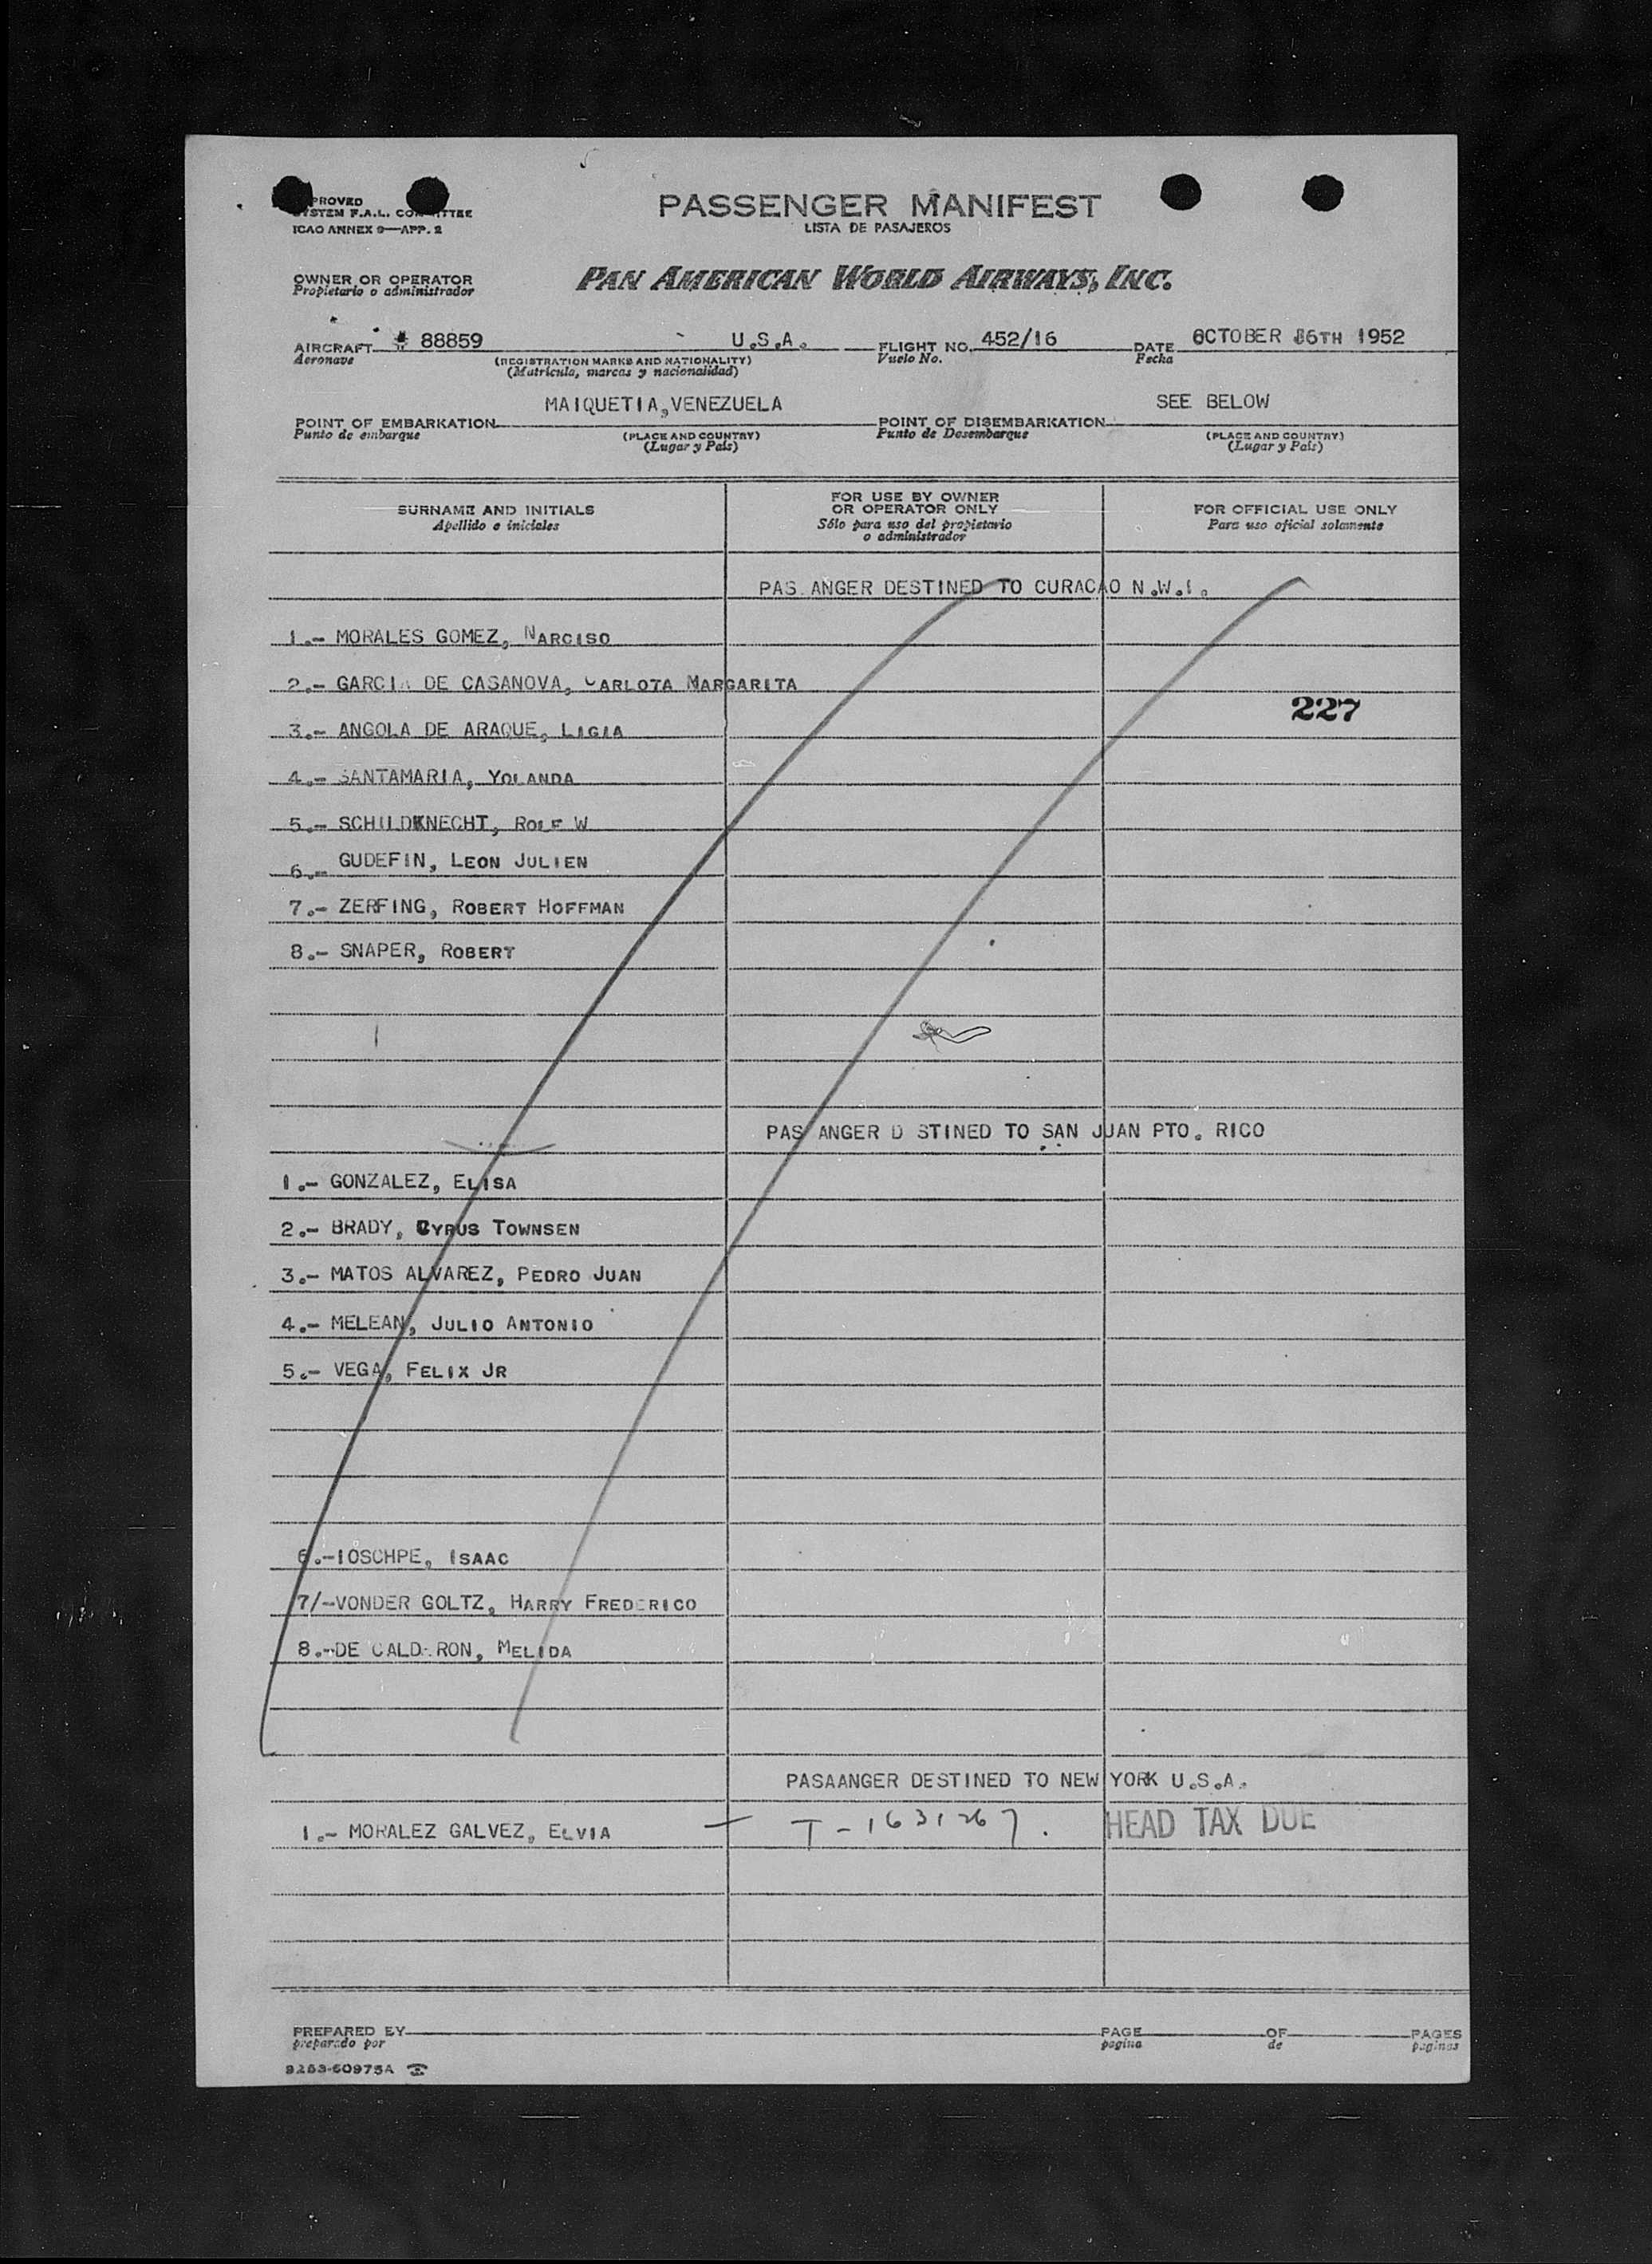 PASSENGER MANIFEST
LISTA DE PASAJEROS
PROVED
SYSTEM F.A.L. COMMITTEE
ICAO ANNEX 9—APP. 2
OWNER OR OPERATOR
Propietario o administrador
PAN AMERICAN WORLD AIRWAYS, INC.
AIRCRAFT # 88859 U.S.A. FLIGHT NO. 452/16 DATE OCTOBER 16TH 1952
Aeronave (REGISTRATION MARKS AND NATIONALITY) Vuelo No. Fecha
(Matrícula, marcas y nacionalidad)
MAIQUETIA,VENEZUELA SEE BELOW
POINT OF EMBARKATION POINT OF DISEMBARKATION
Punto de embarque (PLACE AND COUNTRY) Punto de Desembarque (PLACE AND COUNTRY)
(Lugar y País) (Lugar y País)
SURNAME AND INITIALS
Apellido e iniciales
FOR USE BY OWNER
OR OPERATOR ONLY
Sólo para uso del propietario
o administrador
FOR OFFICIAL USE ONLY
Para uso oficial solamente
PAS ANGER DESTINED TO CURACAO N.W.I.
1.- MORALES GOMEZ, NARCISO
2.- GARCIA DE CASANOVA, CARLOTA MARGARITA
227
3.- ANGOLA DE ARAQUE, LIGIA
4.- SANTAMARIA, YOLANDA
5.- SCHILDKNECHT, ROLF W
6.- GUDEFIN, LEON JULIEN
7.- ZERFING, ROBERT HOFFMAN
8.- SNAPER, ROBERT
PAS ANGER D STINED TO SAN JUAN PTO. RICO
1.- GONZALEZ, ELISA
2.- BRADY, CYRUS TOWNSEN
3.- MATOS ALVAREZ, PEDRO JUAN
4.- MELEAN, JULIO ANTONIO
5.- VEGA, FELIX JR
6.-IOSCHPE, ISAAC
7/-VONDER GOLTZ, HARRY FREDERICO
8.-DE CALDERON, MELIDA
PASAANGER DESTINED TO NEW YORK U.S.A.
1.- MORALEZ GALVEZ, ELVIA — T-1631267. HEAD TAX DUE
PREPARED BY PAGE OF PAGES
preparado por pagina de paginas
9253-60975A